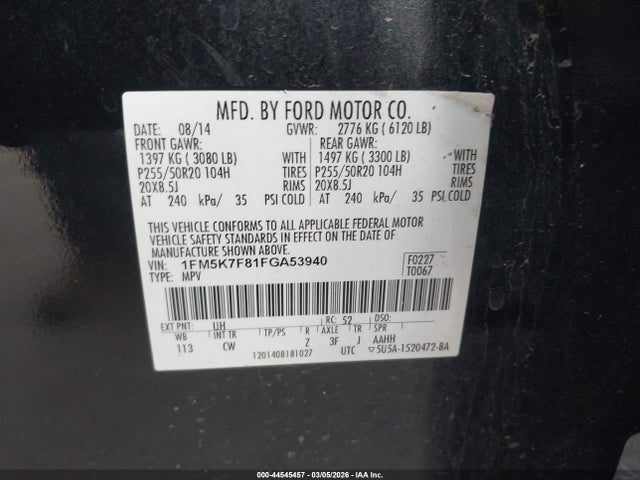 MFD. BY FORD MOTOR CO.
DATE: 08/14 GVWR: 2776 KG ( 6120 LB)
FRONT GAWR: REAR GAWR:
1397 KG ( 3080 LB) WITH 1497 KG ( 3300 LB) WITH
P255/50R20 104H TIRES P255/50R20 104H TIRES
20X8.5J RIMS 20X8.5J RIMS
AT 240 kPa/ 35 PSI COLD AT 240 kPa/ 35 PSI COLD
THIS VEHICLE CONFORMS TO ALL APPLICABLE FEDERAL MOTOR
VEHICLE SAFETY STANDARDS IN EFFECT ON THE DATE OF
MANUFACTURE SHOWN ABOVE.
VIN: 1FM5K7F81FGA53940 F0227
TYPE: MPV T0067
EXT PNT: UH RC: 52 DSO:
WB INT TR TP/PS R AXLE TR SPR
113 CW Z 3F J AAHH
1201408181027 UTC ▽5U5A-1520472-BA
000-44545457 | 03/05/2026 | IAA Inc.